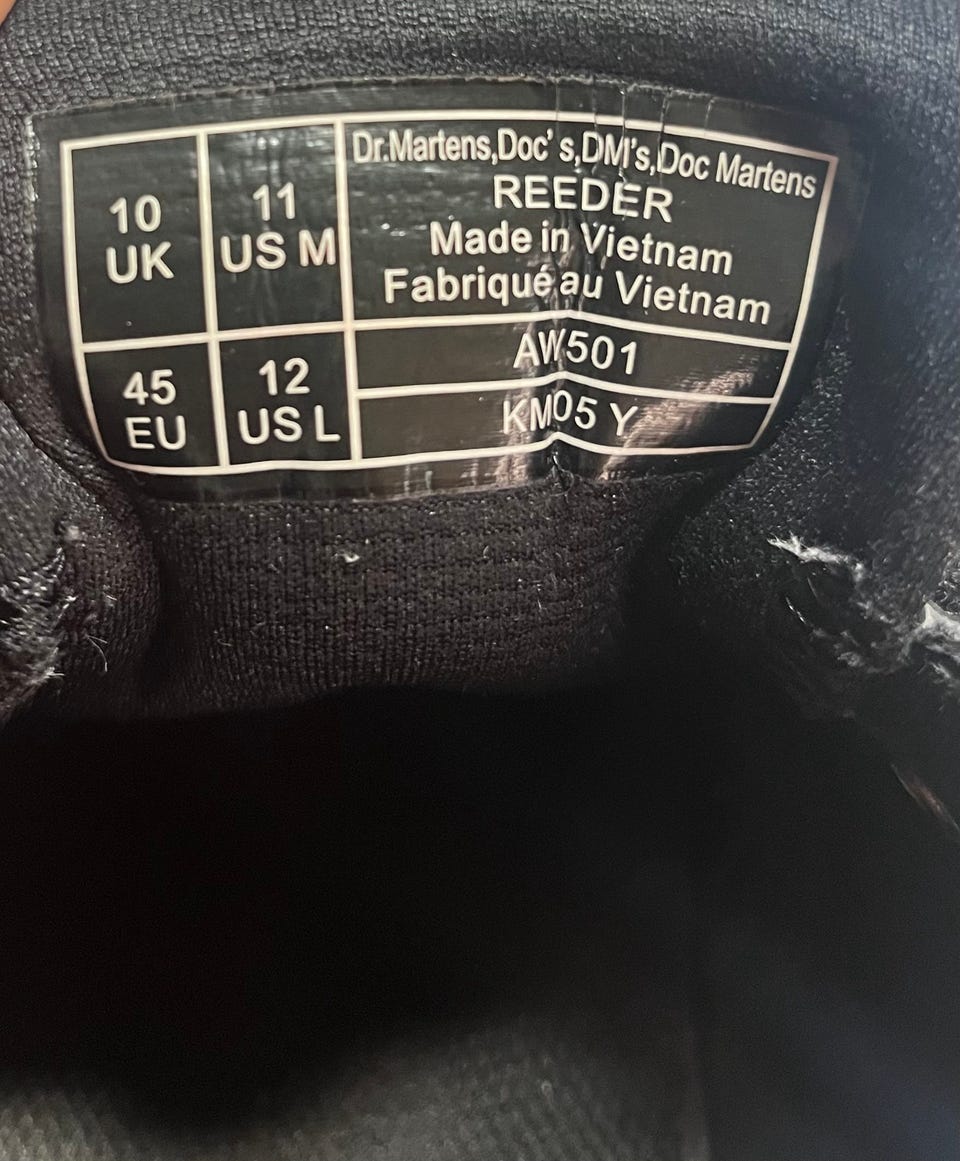 10
UK
11
US M
45
EU
12
US L
Dr.Martens,Doc's,DM's,Doc Martens
REEDER
Made in Vietnam
Fabriqué au Vietnam
AW501
KM05 Y